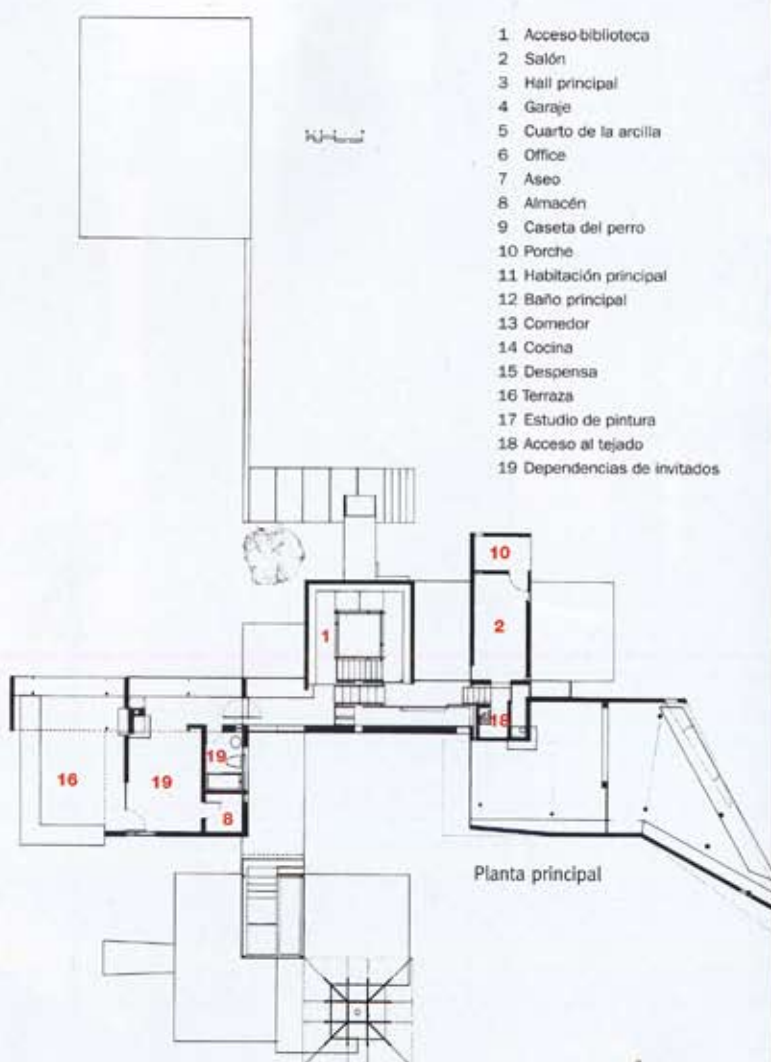 1 Acceso-biblioteca
2 Salón
3 Hall principal
4 Garaje
5 Cuarto de la arcilla
6 Office
7 Aseo
8 Almacén
9 Caseta del perro
10 Porche
11 Habitación principal
12 Baño principal
13 Comedor
14 Cocina
15 Despensa
16 Terraza
17 Estudio de pintura
18 Acceso al tejado
19 Dependencias de invitados
10
1
2
18
19
16
19
8
Planta principal